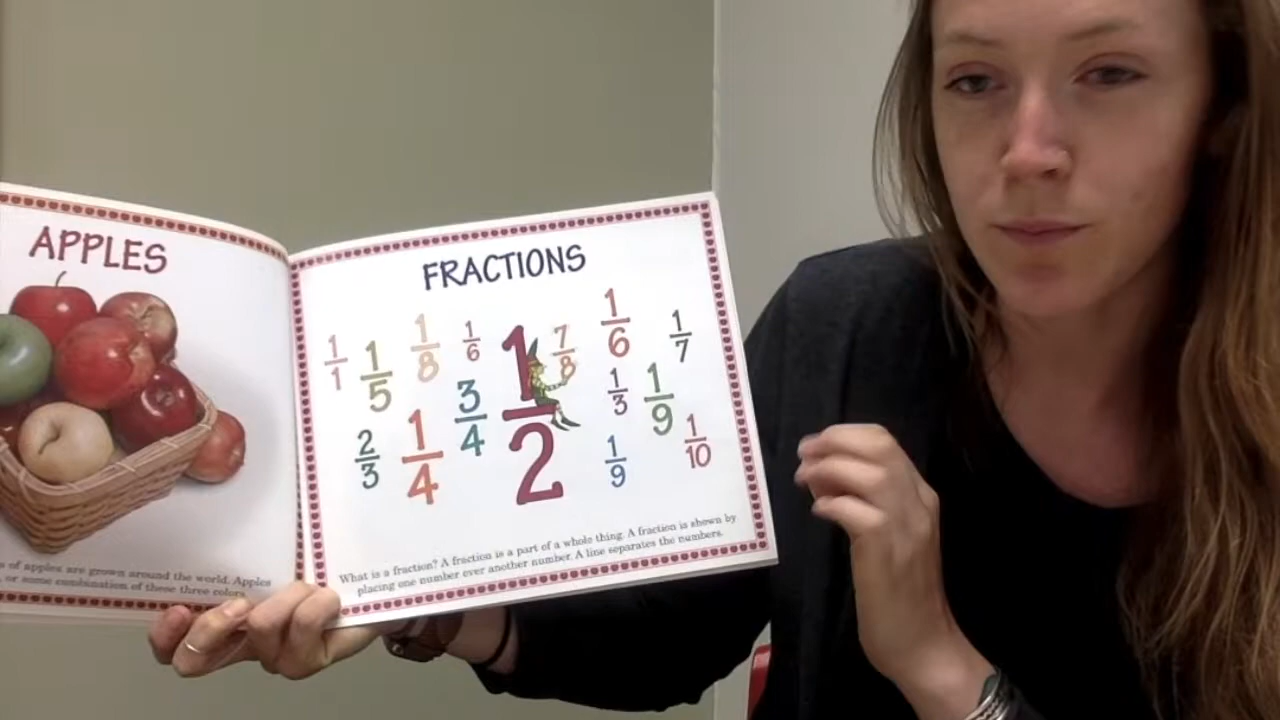 APPLES
s of apples are grown around the world. Apples
, or some combination of these three colors.
FRACTIONS
1/1 1/5 1/8 1/6 1/2 7/8 1/6 1/7
2/3 1/4 3/4 1/3 1/9 1/9 1/10
What is a fraction? A fraction is a part of a whole thing. A fraction is shown by
placing one number over another number. A line separates the numbers.